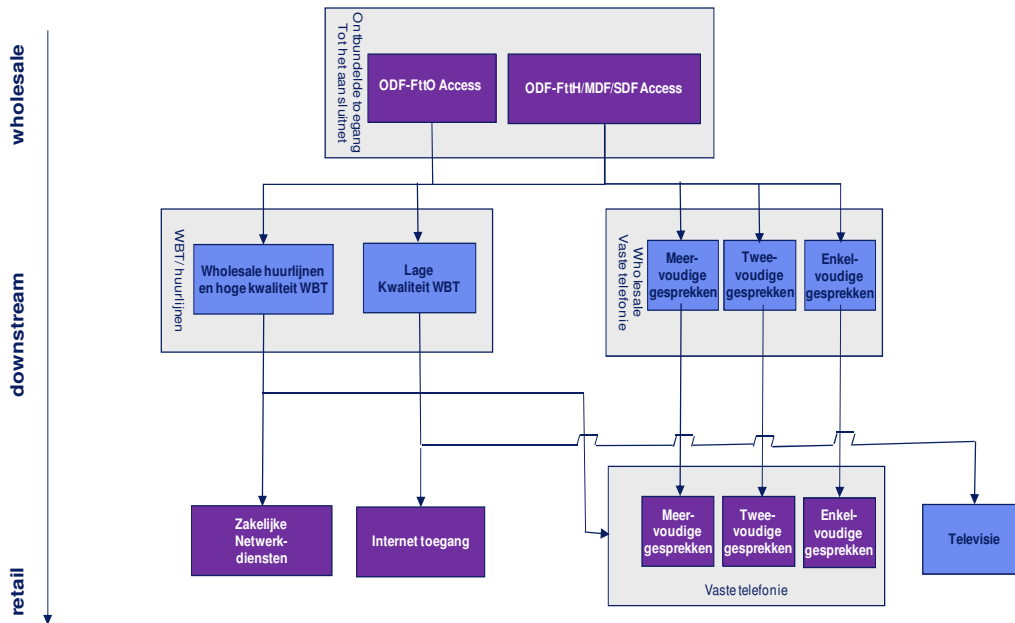 wholesale
Ontbundelde toegang
Tot het aansluitnet
ODF-FttO Access
ODF-FttH/MDF/SDF Access
downstream
WBT/ huurlijnen
Wholesale huurlijnen
en hoge kwaliteit WBT
Lage
Kwaliteit WBT
Wholesale
Vaste telefonie
Meer-
voudige
gesprekken
Twee-
voudige
gesprekken
Enkel-
voudige
gesprekken
retail
Zakelijke
Netwerk-
diensten
Internet toegang
Meer-
voudige
gesprekken
Twee-
voudige
gesprekken
Enkel-
voudige
gesprekken
Vaste telefonie
Televisie